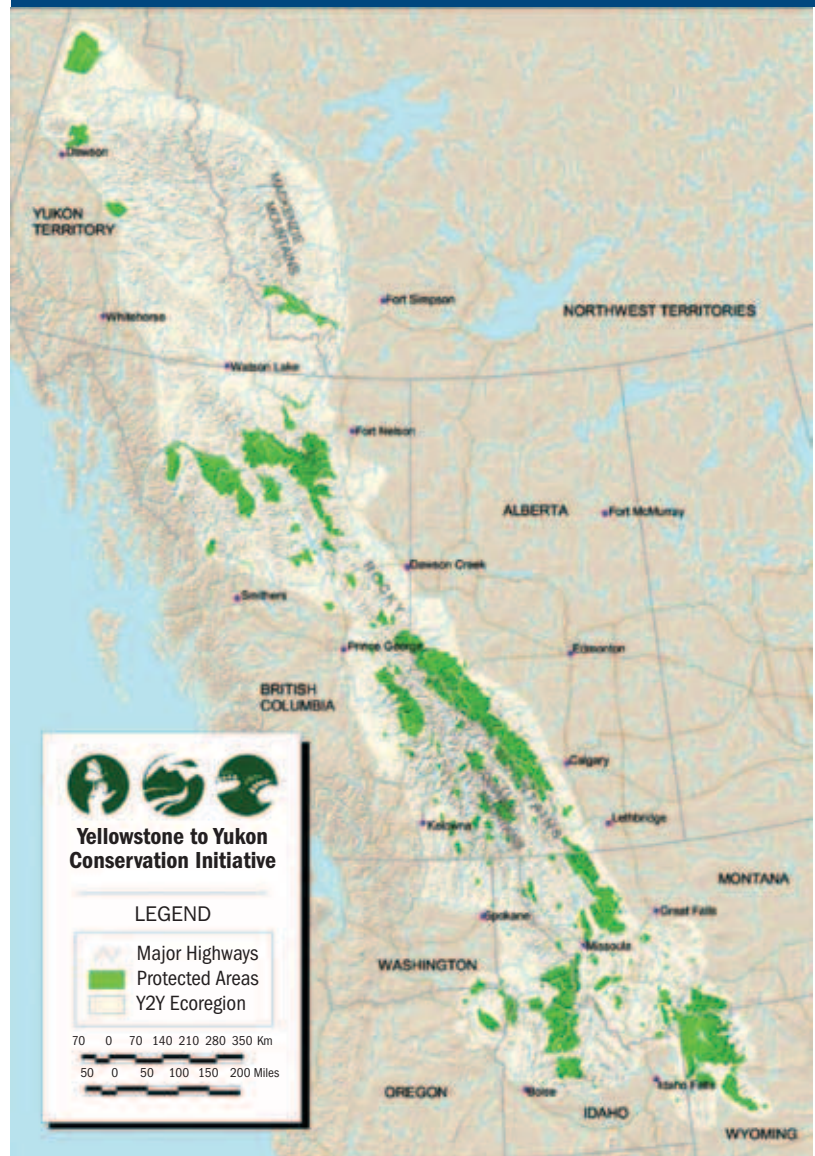 Dawson
MACKENZIE
MOUNTAINS
YUKON
TERRITORY
Fort Simpson
Whitehorse
NORTHWEST TERRITORIES
Watson Lake
Fort Nelson
ALBERTA
Fort McMurray
ROCKY
Dawson Creek
Smithers
Prince George
Edmonton
BRITISH
COLUMBIA
Calgary
Kelowna
Lethbridge
Yellowstone to Yukon
Conservation Initiative
LEGEND
Major Highways
Protected Areas
Y2Y Ecoregion
70 0 70 140 210 280 350 Km
50 0 50 100 150 200 Miles
MONTANA
Great Falls
Spokane
Missoula
WASHINGTON
OREGON
Boise
Idaho Falls
IDAHO
WYOMING